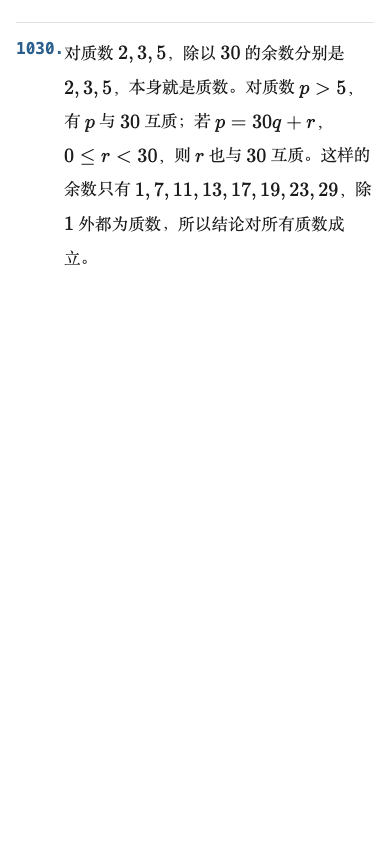 1030. 对质数 2, 3, 5，除以 30 的余数分别是
2, 3, 5，本身就是质数。对质数 p > 5，
有 p 与 30 互质；若 p = 30q + r，
0 ≤ r < 30，则 r 也与 30 互质。这样的
余数只有 1, 7, 11, 13, 17, 19, 23, 29，除
1 外都为质数，所以结论对所有质数成
立。